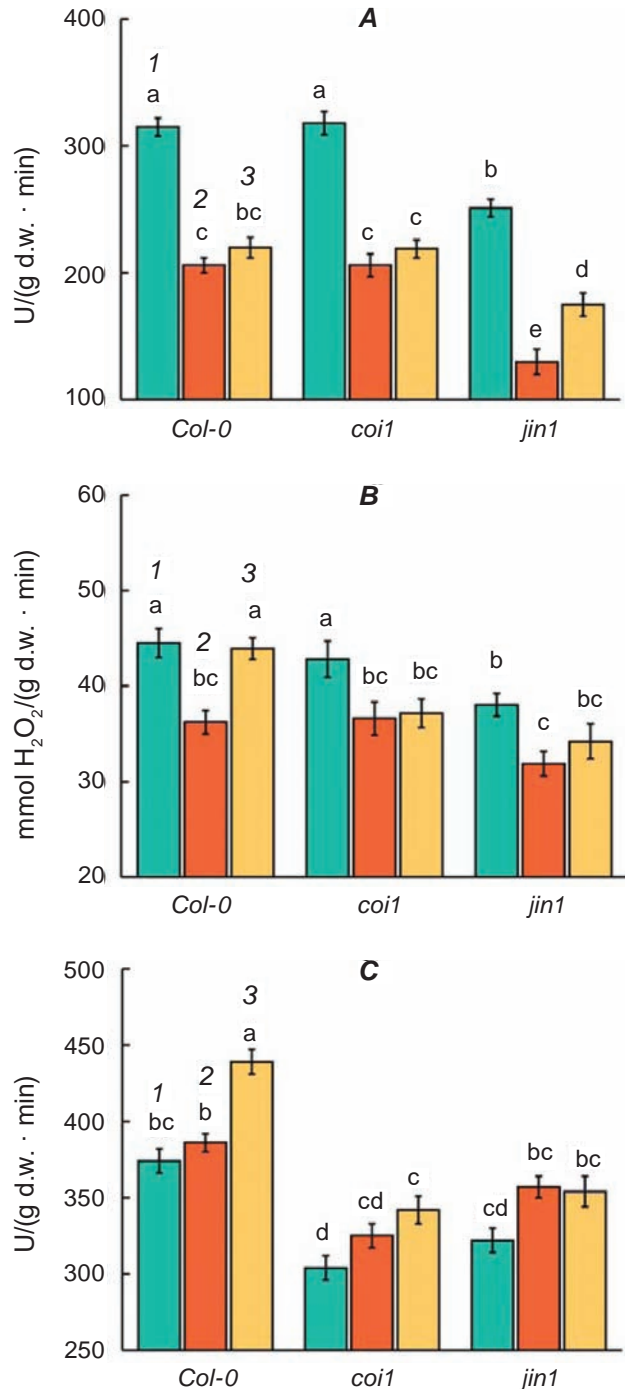 A
400
300
200
100
U/(g d.w. · min)
1
a
2
c
3
bc
a
c
c
b
e
d
Col-0
coi1
jin1
B
60
50
40
30
20
mmol H₂O₂/(g d.w. · min)
1
a
2
bc
3
a
a
bc
bc
b
c
bc
Col-0
coi1
jin1
C
500
450
400
350
300
250
U/(g d.w. · min)
1
bc
2
b
3
a
d
cd
c
cd
bc
bc
Col-0
coi1
jin1